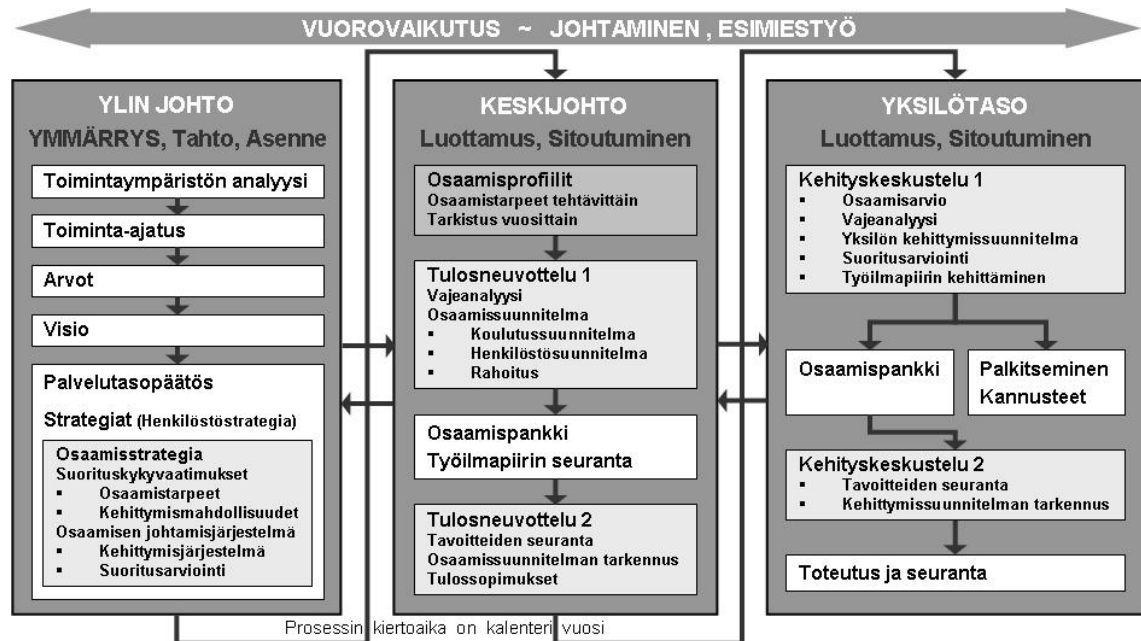 VUOROVAIKUTUS ~ JOHTAMINEN , ESIMIESTYÖ
YLIN JOHTO
YMMÄRRYS, Tahto, Asenne
Toimintaympäristön analyysi
Toiminta-ajatus
Arvot
Visio
Palvelutasopäätös
Strategiat (Henkilöstöstrategia)
Osaamisstrategia
Suorituskykyvaatimukset
▪ Osaamistarpeet
▪ Kehittymismahdollisuudet
Osaamisen johtamisjärjestelmä
▪ Kehittymisjärjestelmä
▪ Suoritusarviointi
KESKIJOHTO
Luottamus, Sitoutuminen
Osaamisprofiilit
Osaamistarpeet tehtävittäin
Tarkistus vuosittain
Tulosneuvottelu 1
Vajeanalyysi
Osaamissuunnitelma
▪ Koulutussuunnitelma
▪ Henkilöstösuunnitelma
▪ Rahoitus
Osaamispankki
Työilmapiirin seuranta
Tulosneuvottelu 2
Tavoitteiden seuranta
Osaamissuunnitelman tarkennus
Tulossopimukset
YKSILÖTASO
Luottamus, Sitoutuminen
Kehityskeskustelu 1
▪ Osaamisarvio
▪ Vajeanalyysi
▪ Yksilön kehittymissuunnitelma
▪ Suoritusarviointi
▪ Työilmapiirin kehittäminen
Osaamispankki
Palkitseminen
Kannusteet
Kehityskeskustelu 2
▪ Tavoitteiden seuranta
▪ Kehittymissuunnitelman tarkennus
Toteutus ja seuranta
Prosessin kiertoaika on kalenteri vuosi